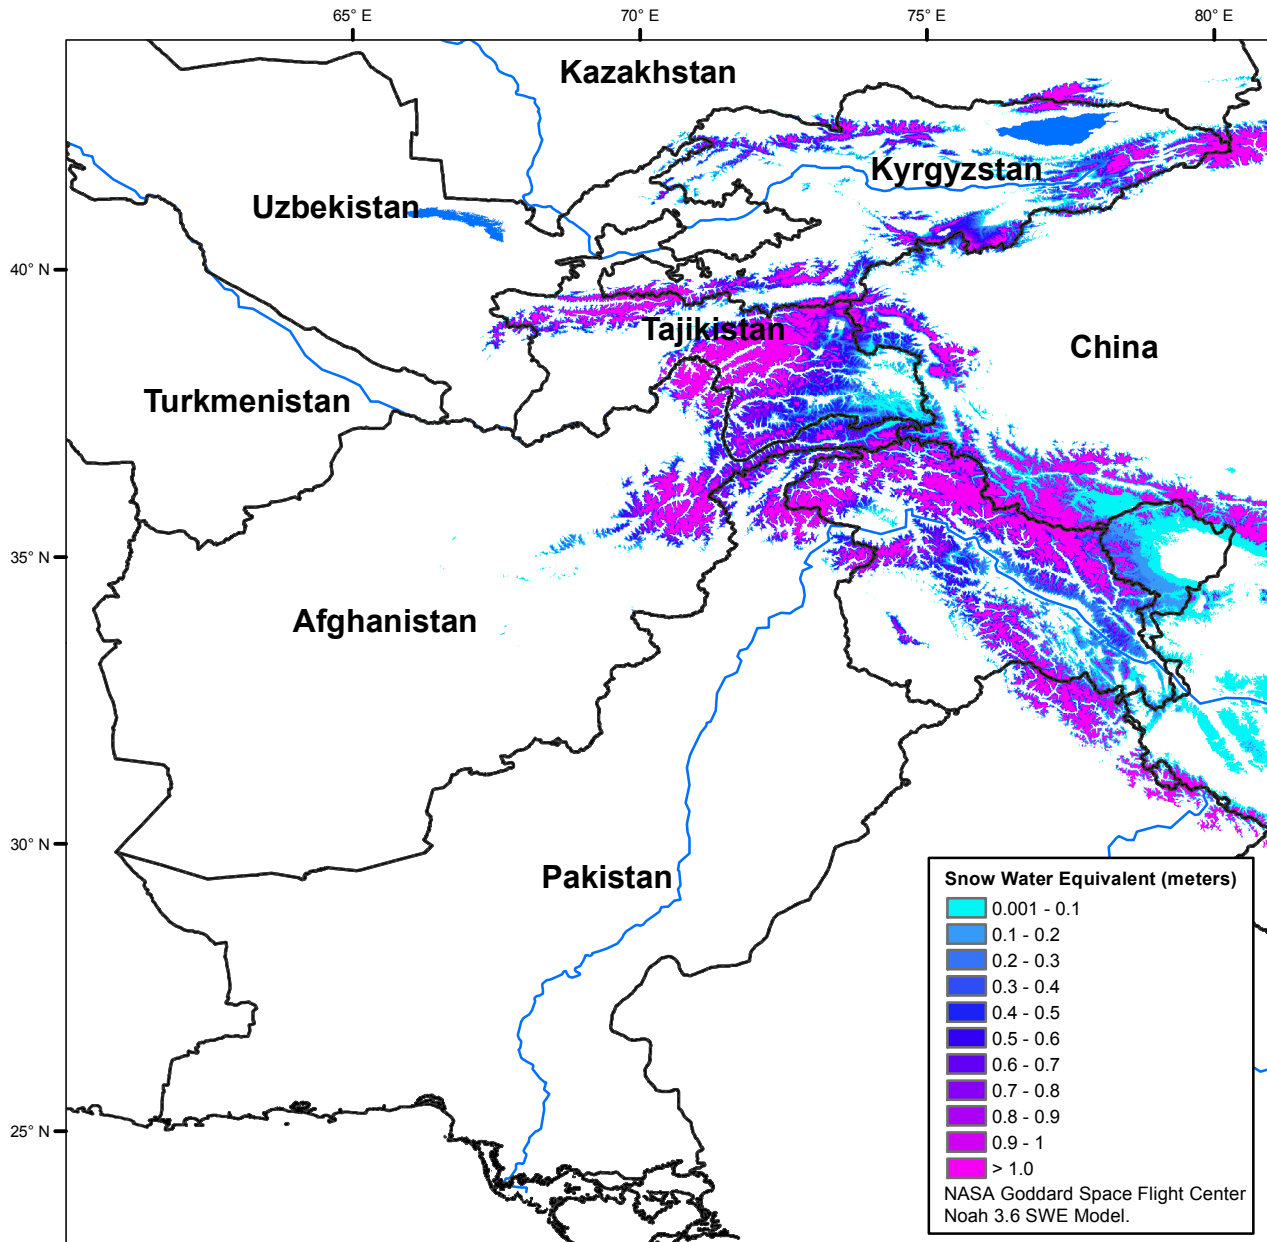 65° E
70° E
75° E
80° E
Kazakhstan
Kyrgyzstan
Uzbekistan
40° N
Tajikistan
China
Turkmenistan
35° N
Afghanistan
30° N
Pakistan
25° N
Snow Water Equivalent (meters)
0.001 - 0.1
0.1 - 0.2
0.2 - 0.3
0.3 - 0.4
0.4 - 0.5
0.5 - 0.6
0.6 - 0.7
0.7 - 0.8
0.8 - 0.9
0.9 - 1
> 1.0
NASA Goddard Space Flight Center
Noah 3.6 SWE Model.